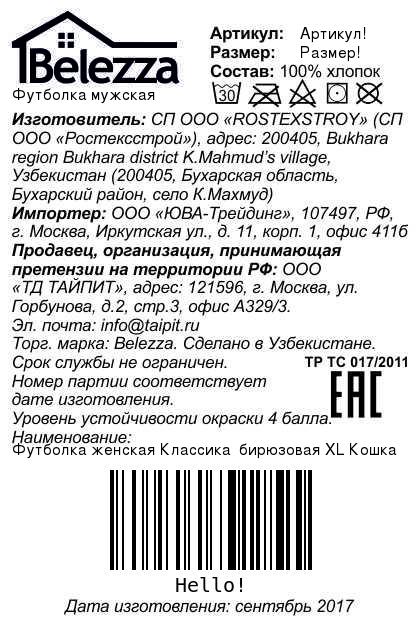 Belezza
Артикул: Артикул!
Размер: Размер!
Состав: 100% хлопок
30
Футболка мужская
Изготовитель: СП ООО «ROSTEXSTROY» (СП
ООО «Ростексстрой»), адрес: 200405, Bukhara
region Bukhara district K.Mahmud's village,
Узбекистан (200405, Бухарская область,
Бухарский район, село К.Махмуд)
Импортер: ООО «ЮВА-Трейдинг», 107497, РФ,
г. Москва, Иркутская ул., д. 11, корп. 1, офис 411б
Продавец, организация, принимающая
претензии на территории РФ: ООО
«ТД ТАЙПИТ», адрес: 121596, г. Москва, ул.
Горбунова, д.2, стр.3, офис А329/3.
Эл. почта: info@taipit.ru
Торг. марка: Belezza. Сделано в Узбекистане.
Срок службы не ограничен.
ТР ТС 017/2011
Номер партии соответствует
дате изготовления.
EAC
Уровень устойчивости окраски 4 балла.
Наименование:
Футболка женская Классика бирюзовая XL Кошка
Hello!
Дата изготовления: сентябрь 2017